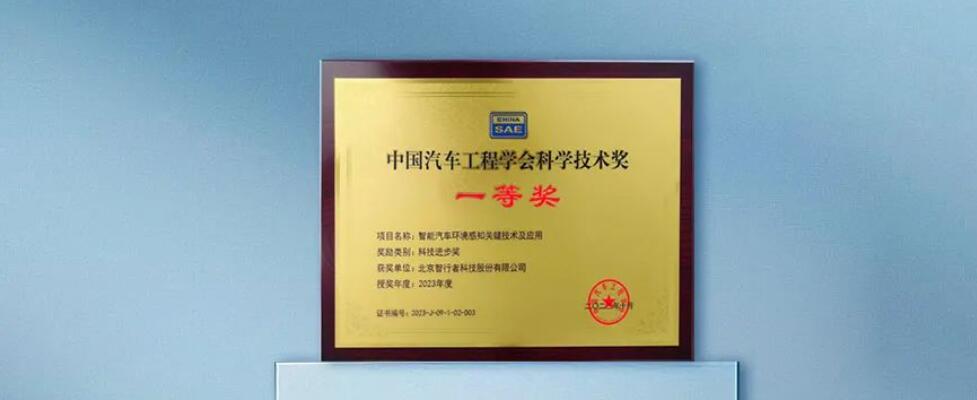 CHINA
SAE
中国汽车工程学会科学技术奖
一等奖
项目名称：智能汽车环境感知关键技术及应用
奖励类别：科技进步奖
获奖单位：北京智行者科技股份有限公司
授奖年度：2023年度
证书编号：2023-J-09-1-02-D03